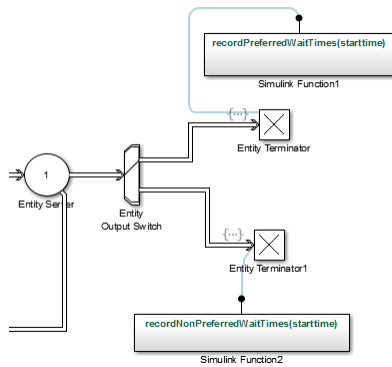 recordPreferredWaitTimes(starttime)
Simulink Function1
{...}
Entity Terminator
1
Entity Server
Entity
Output Switch
{...}
Entity Terminator1
recordNonPreferredWaitTimes(starttime)
Simulink Function2